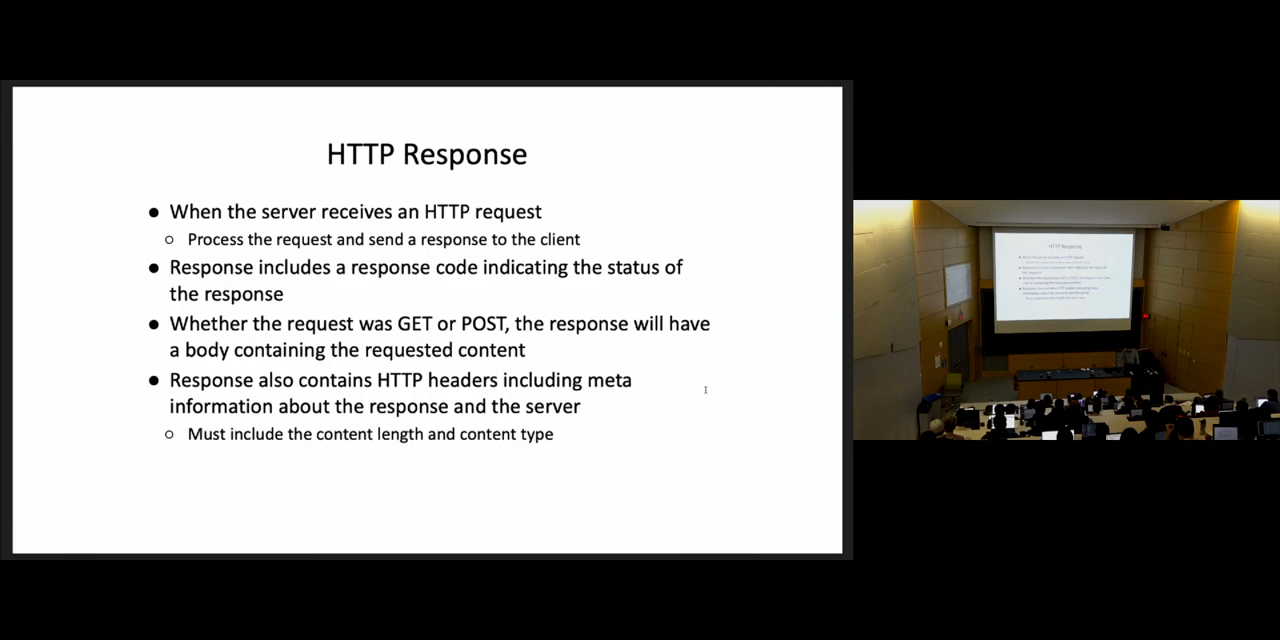 HTTP Response
● When the server receives an HTTP request
○ Process the request and send a response to the client
● Response includes a response code indicating the status of
the response
● Whether the request was GET or POST, the response will have
a body containing the requested content
● Response also contains HTTP headers including meta
information about the response and the server
○ Must include the content length and content type
HTTP Response